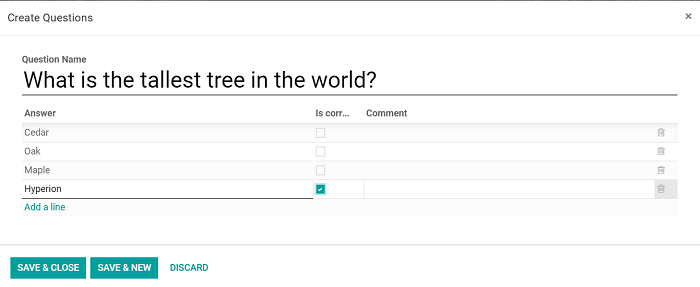 Create Questions ×
Question Name
What is the tallest tree in the world?
Answer Is corr... Comment
Cedar
Oak
Maple
Hyperion
Add a line
SAVE & CLOSE SAVE & NEW DISCARD